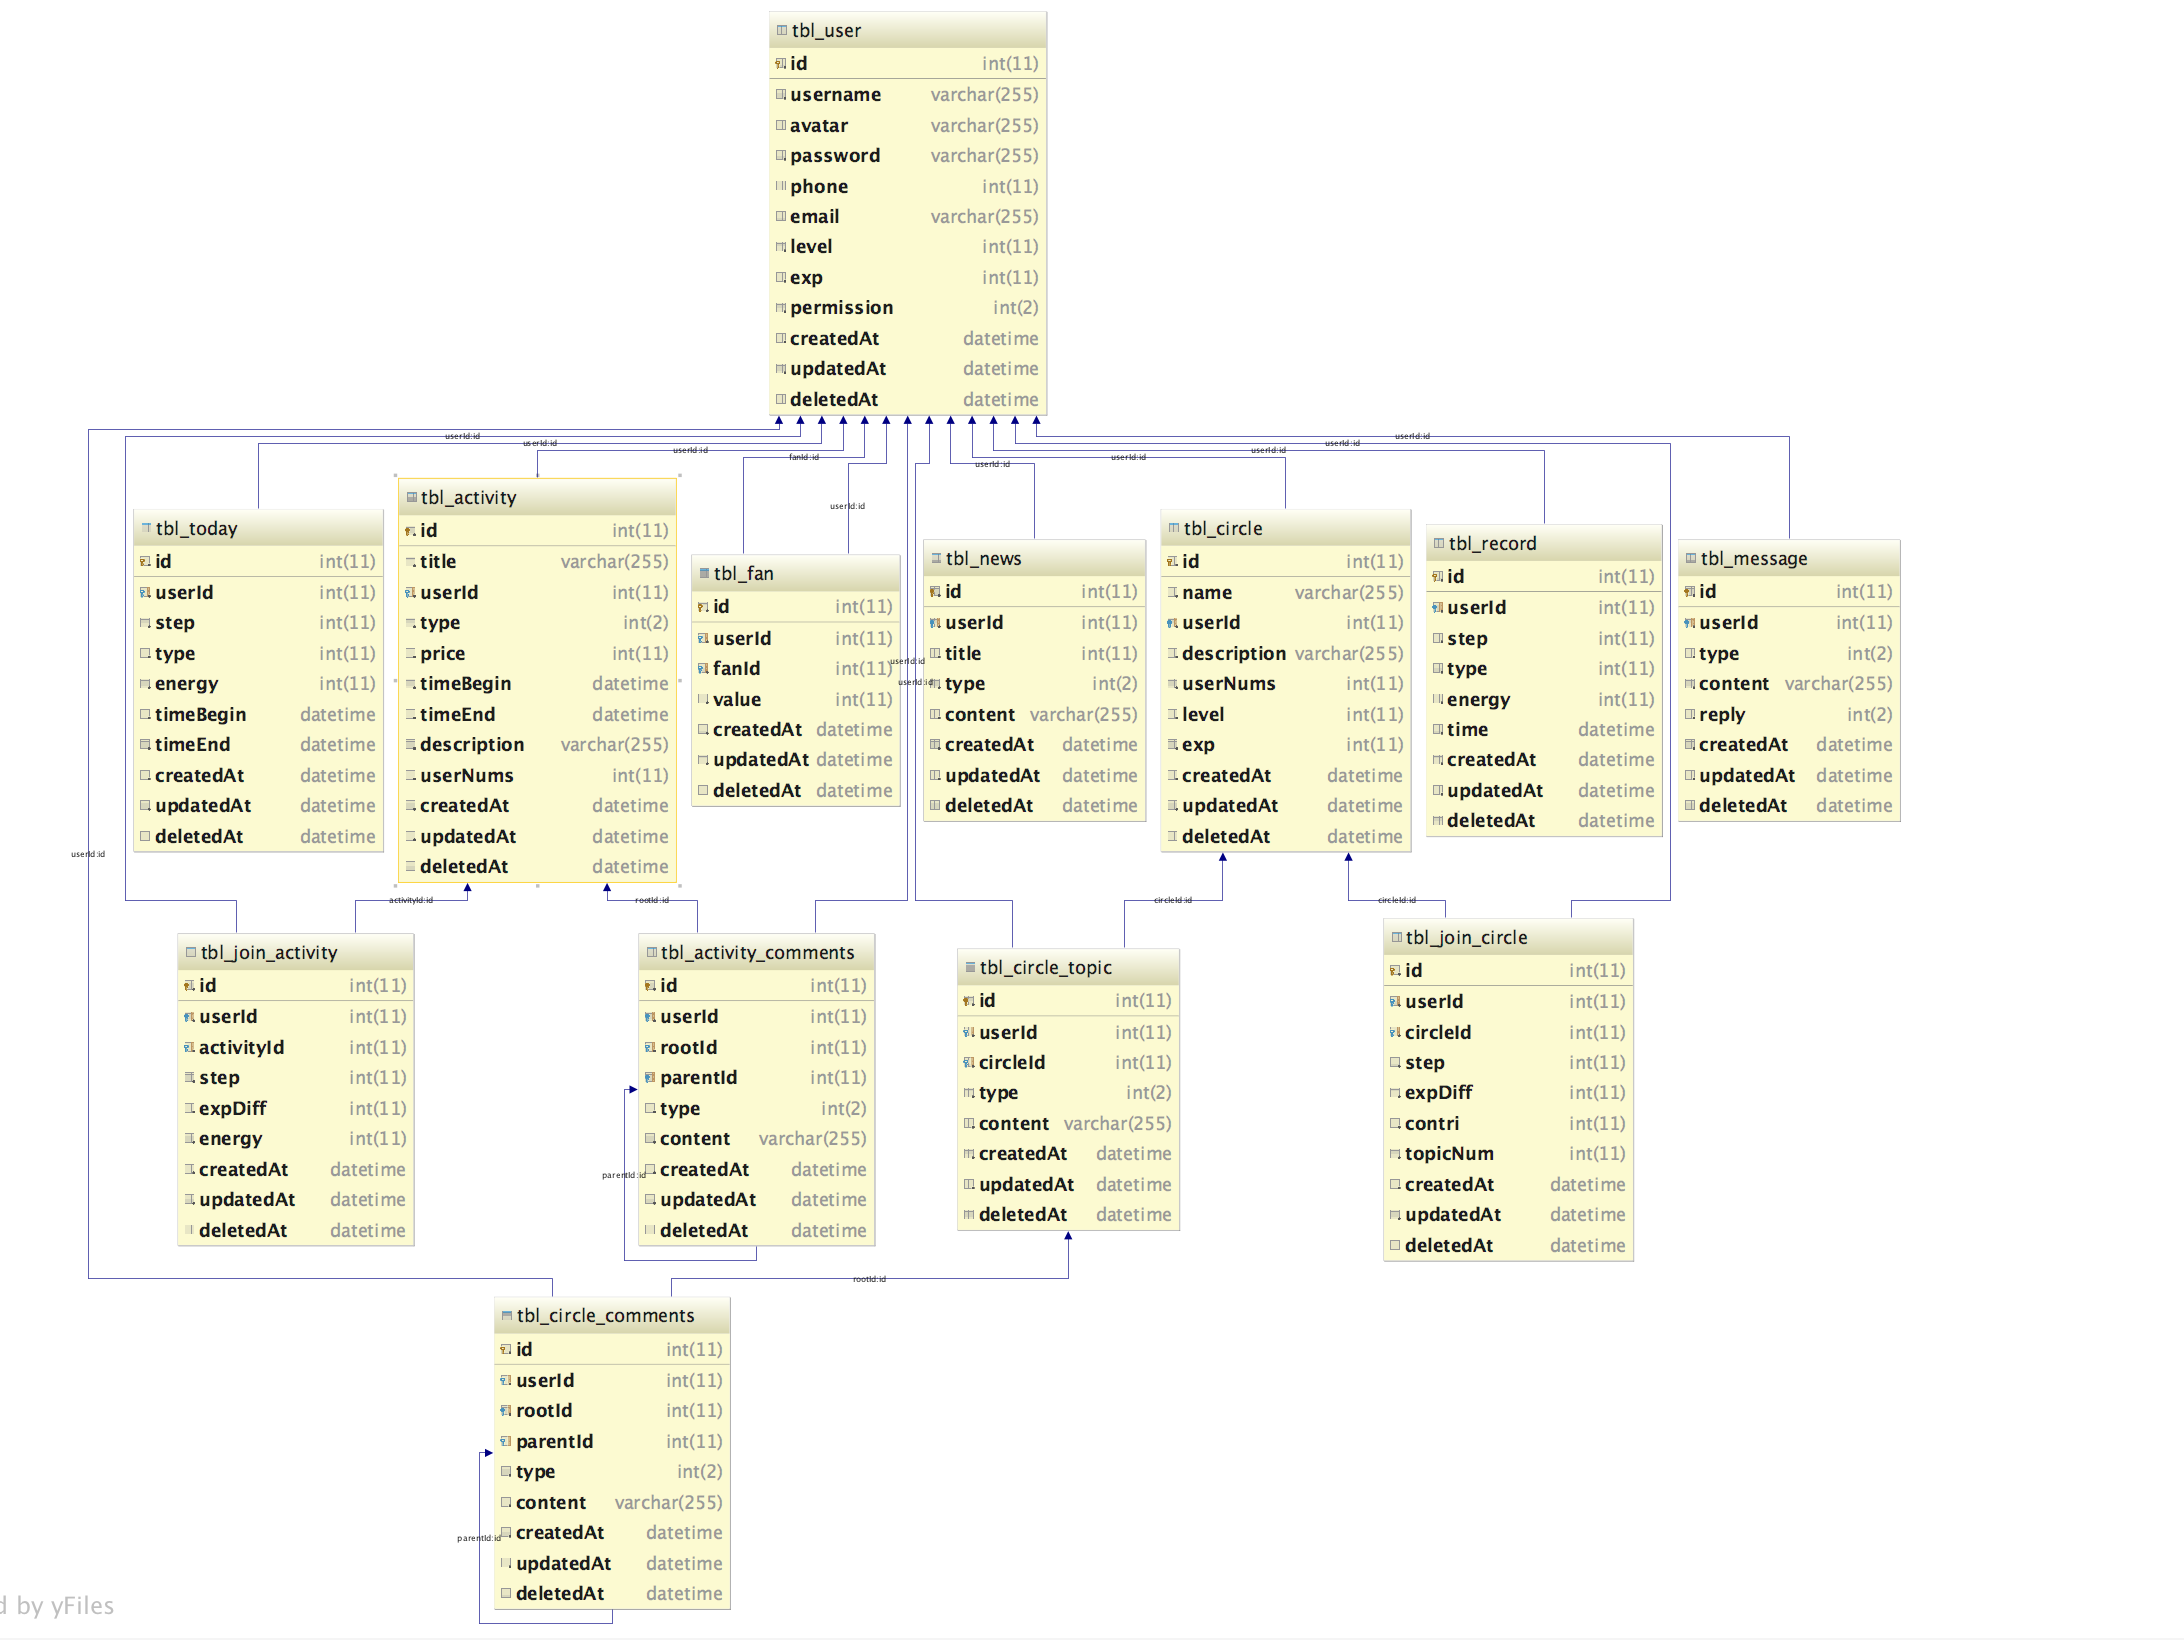 tbl_user
id int(11)
username varchar(255)
avatar varchar(255)
password varchar(255)
phone int(11)
email varchar(255)
level int(11)
exp int(11)
permission int(2)
createdAt datetime
updatedAt datetime
deletedAt datetime
userId:id
userId:id
userId:id
fanId:id
userId:id
userId:id
userId:id
userId:id
userId:id
userId:id
userId:id
userId:id
userId:id
userId:id
tbl_today
id int(11)
userId int(11)
step int(11)
type int(11)
energy int(11)
timeBegin datetime
timeEnd datetime
createdAt datetime
updatedAt datetime
deletedAt datetime
tbl_activity
id int(11)
title varchar(255)
userId int(11)
type int(2)
price int(11)
timeBegin datetime
timeEnd datetime
description varchar(255)
userNums int(11)
createdAt datetime
updatedAt datetime
deletedAt datetime
tbl_fan
id int(11)
userId int(11)
fanId int(11)
value int(11)
createdAt datetime
updatedAt datetime
deletedAt datetime
tbl_news
id int(11)
userId int(11)
title int(11)
type int(2)
content varchar(255)
createdAt datetime
updatedAt datetime
deletedAt datetime
tbl_circle
id int(11)
name varchar(255)
userId int(11)
description varchar(255)
userNums int(11)
level int(11)
exp int(11)
createdAt datetime
updatedAt datetime
deletedAt datetime
tbl_record
id int(11)
userId int(11)
step int(11)
type int(11)
energy int(11)
time datetime
createdAt datetime
updatedAt datetime
deletedAt datetime
tbl_message
id int(11)
userId int(11)
type int(2)
content varchar(255)
reply int(2)
createdAt datetime
updatedAt datetime
deletedAt datetime
activityId:id
rootId:id
circleId:id
circleId:id
tbl_join_activity
id int(11)
userId int(11)
activityId int(11)
step int(11)
expDiff int(11)
energy int(11)
createdAt datetime
updatedAt datetime
deletedAt datetime
tbl_activity_comments
id int(11)
userId int(11)
rootId int(11)
parentId int(11)
type int(2)
content varchar(255)
createdAt datetime
updatedAt datetime
deletedAt datetime
parentId:id
tbl_circle_topic
id int(11)
userId int(11)
circleId int(11)
type int(2)
content varchar(255)
createdAt datetime
updatedAt datetime
deletedAt datetime
tbl_join_circle
id int(11)
userId int(11)
circleId int(11)
step int(11)
expDiff int(11)
contri int(11)
topicNum int(11)
createdAt datetime
updatedAt datetime
deletedAt datetime
rootId:id
tbl_circle_comments
id int(11)
userId int(11)
rootId int(11)
parentId int(11)
type int(2)
content varchar(255)
createdAt datetime
updatedAt datetime
deletedAt datetime
parentId:id
by yFiles